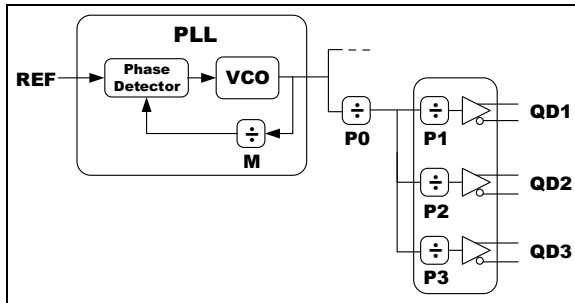 PLL
REF
Phase
Detector
VCO
÷
M
÷
P0
÷
P1
QD1
÷
P2
QD2
÷
P3
QD3